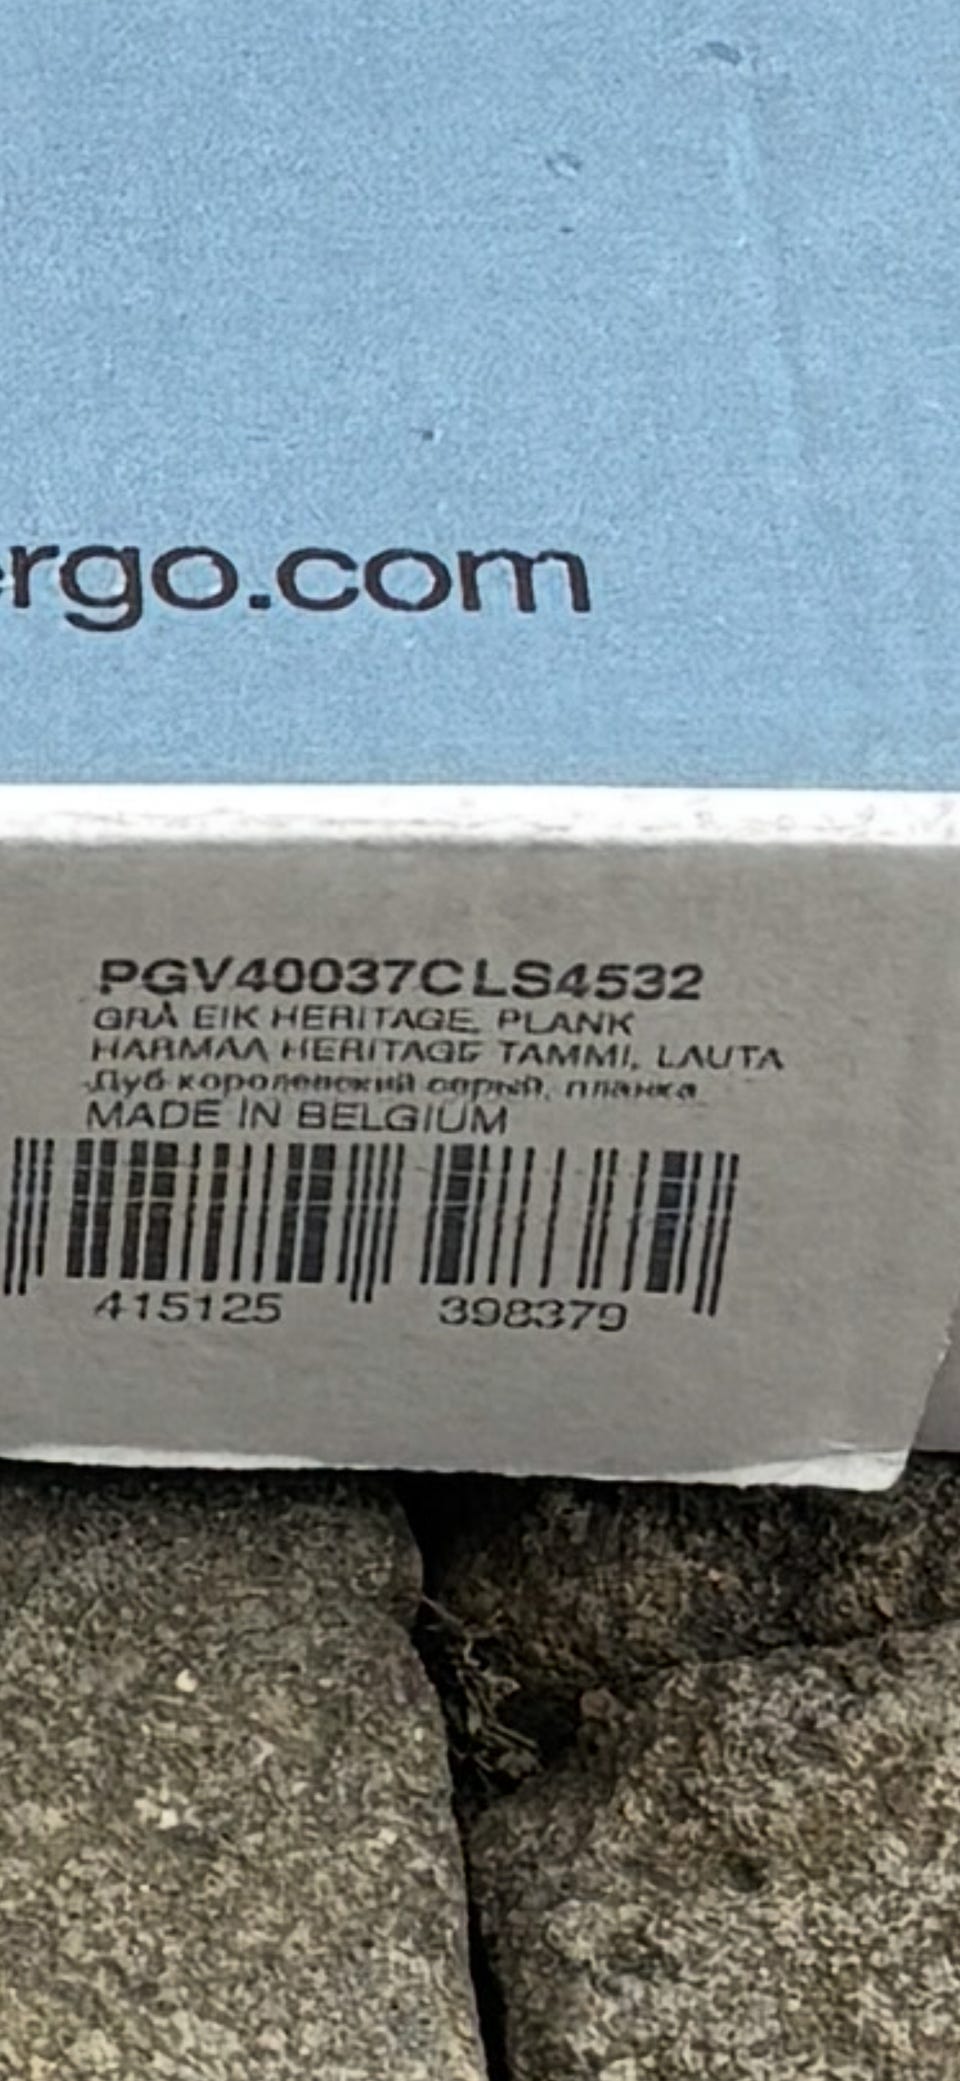 ergo.com
PGV40037CLS4532
GRÅ EIK HERITAGE, PLANK
HARMAA HERITAGE TAMMI, LAUTA
Дуб королевский серый, планка
MADE IN BELGIUM
415125 398379